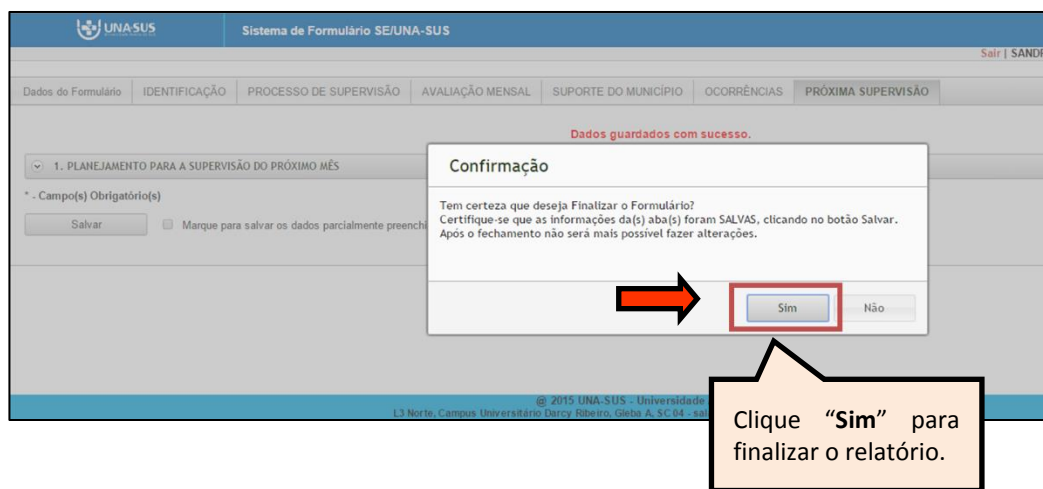 UNA-SUS
Sistema de Formulário SE/UNA-SUS
Sair | SANDR
Dados do Formulário IDENTIFICAÇÃO PROCESSO DE SUPERVISÃO AVALIAÇÃO MENSAL SUPORTE DO MUNICÍPIO OCORRÊNCIAS PRÓXIMA SUPERVISÃO
Dados guardados com sucesso.
1. PLANEJAMENTO PARA A SUPERVISÃO DO PRÓXIMO MÊS
* - Campo(s) Obrigatório(s)
Salvar Marque para salvar os dados parcialmente preenchi
Confirmação
Tem certeza que deseja Finalizar o Formulário?
Certifique-se que as informações da(s) aba(s) foram SALVAS, clicando no botão Salvar.
Após o fechamento não será mais possível fazer alterações.
Sim Não
@ 2015 UNA-SUS - Universidade
L3 Norte, Campus Universitário Darcy Ribeiro, Gleba A, SC 04 - sal
Clique “Sim” para
finalizar o relatório.